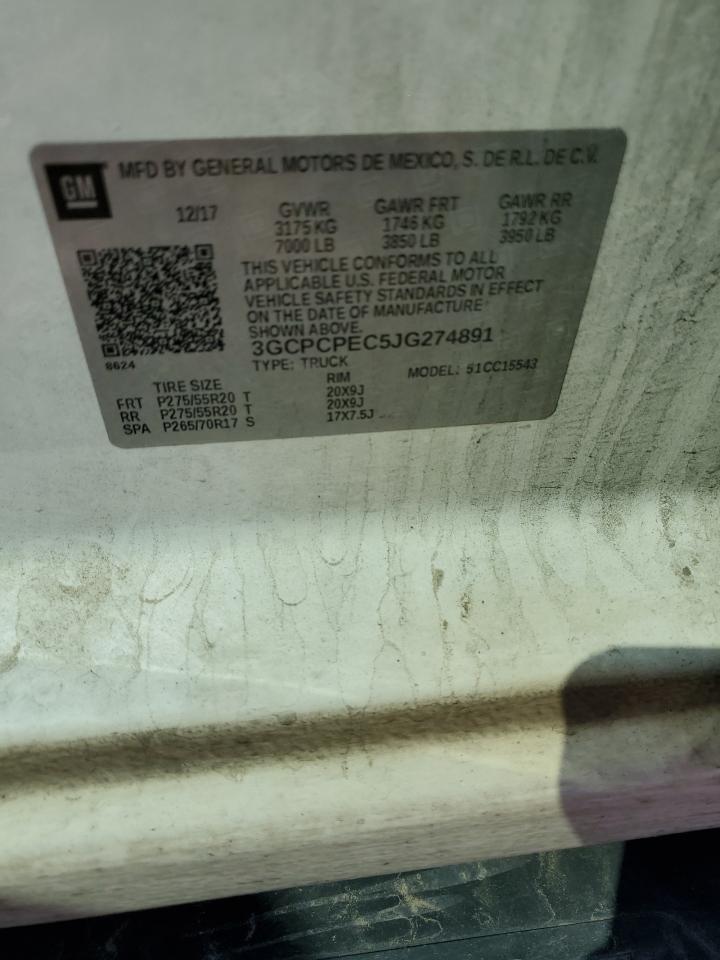 GM
MFD BY GENERAL MOTORS DE MEXICO, S. DE R.L. DE C.V.
12/17 GVWR GAWR FRT GAWR RR
3175 KG 1746 KG 1792 KG
7000 LB 3850 LB 3950 LB
THIS VEHICLE CONFORMS TO ALL
APPLICABLE U.S. FEDERAL MOTOR
VEHICLE SAFETY STANDARDS IN EFFECT
ON THE DATE OF MANUFACTURE
SHOWN ABOVE.
3GCPCPEC5JG274891
8624
TYPE: TRUCK MODEL: 51CC15543
TIRE SIZE RIM
FRT P275/55R20 T 20X9J
RR P275/55R20 T 20X9J
SPA P265/70R17 S 17X7.5J